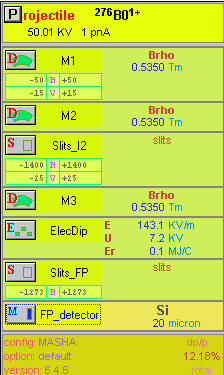 P Projectile 276B0 1+
50.01 KV 1 pnA
D M1 Brho
0.5350 Tm
-50 H +50
-15 W +15
D M2 Brho
0.5350 Tm
S Slits_I2 slits
-1400 H +1400
-25 V +25
D M3 Brho
0.5350 Tm
E ElecDip E 143.1 KV/m
U 7.2 KV
Er 0.1 MJ/C
S Slits_FP slits
-1273 H +1273
M FP_detector Si
20 micron
config: MASHA dp/p
option: default 12.18%
version: 6.4.6 total